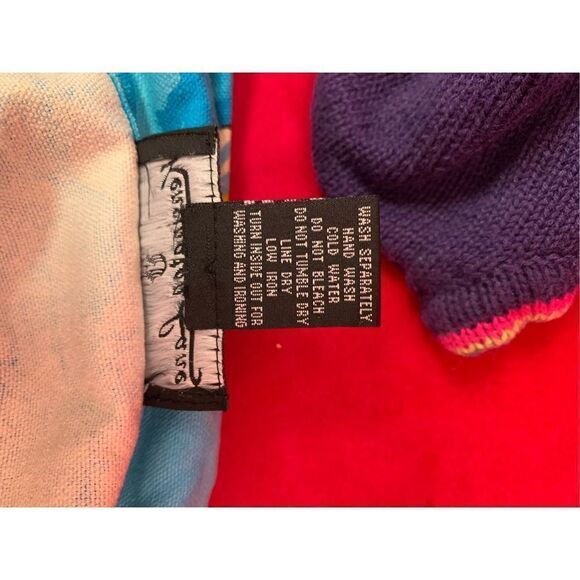 WASH SEPARATELY
HAND WASH
COLD WATER
DO NOT BLEACH
DO NOT TUMBLE DRY
LINE DRY
LOW IRON
TURN INSIDE OUT FOR
WASHING AND IRONING